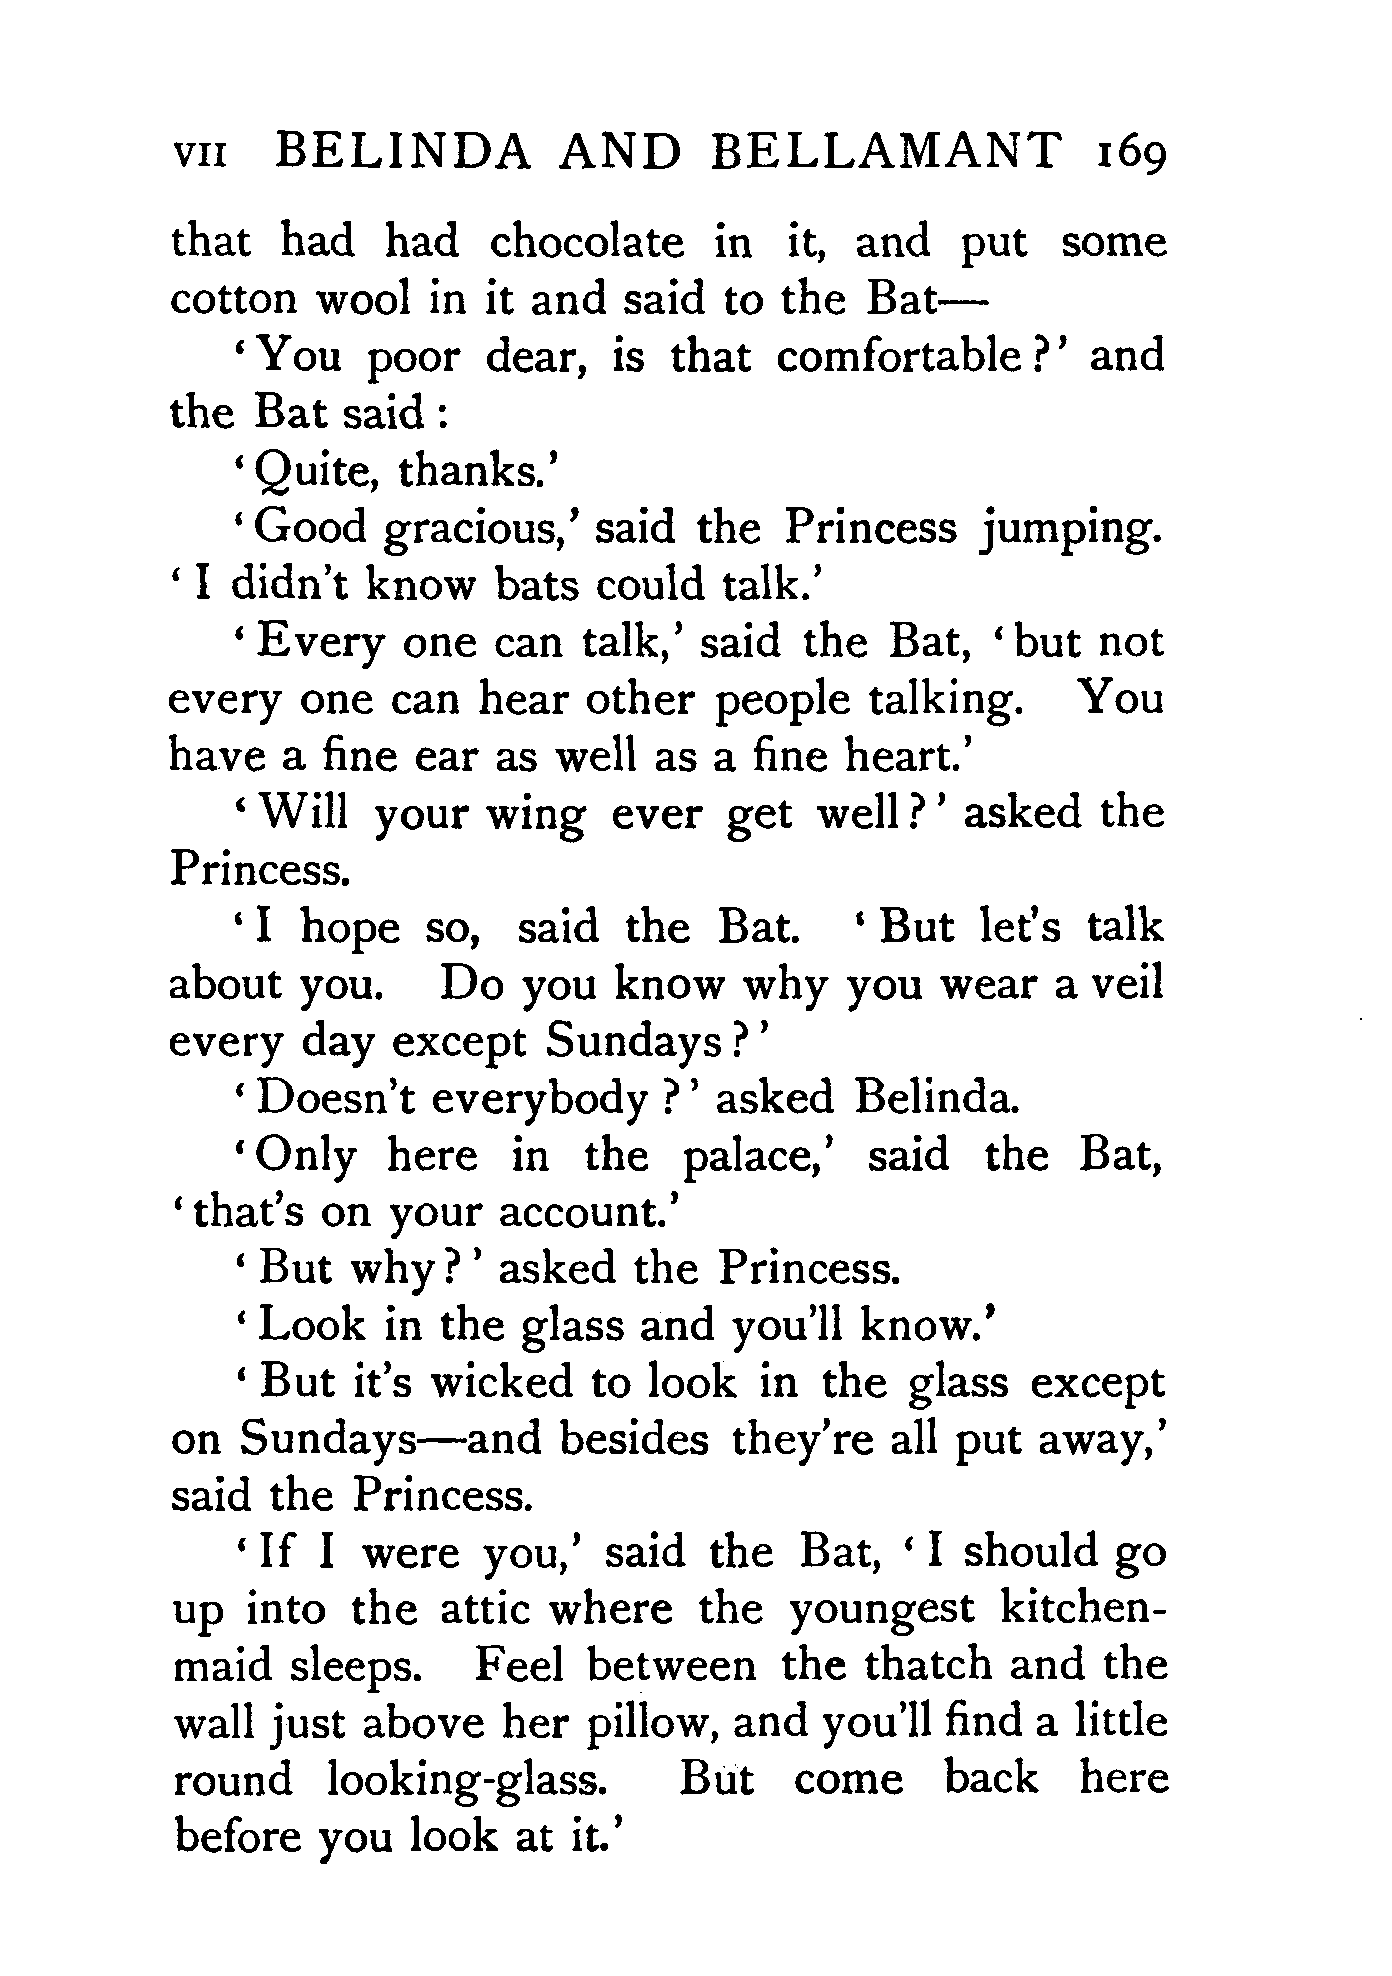 VII BELINDA AND BELLAMANT 169
that had had chocolate in it, and put some
cotton wool in it and said to the Bat—
‘You poor dear, is that comfortable?’ and
the Bat said:
‘Quite, thanks.’
‘Good gracious,’ said the Princess jumping.
‘I didn’t know bats could talk.’
‘Every one can talk,’ said the Bat, ‘but not
every one can hear other people talking. You
have a fine ear as well as a fine heart.’
‘Will your wing ever get well?’ asked the
Princess.
‘I hope so, said the Bat. ‘But let’s talk
about you. Do you know why you wear a veil
every day except Sundays?’
‘Doesn’t everybody?’ asked Belinda.
‘Only here in the palace,’ said the Bat,
‘that’s on your account.’
‘But why?’ asked the Princess.
‘Look in the glass and you’ll know.’
‘But it’s wicked to look in the glass except
on Sundays—and besides they’re all put away,’
said the Princess.
‘If I were you,’ said the Bat, ‘I should go
up into the attic where the youngest kitchen-
maid sleeps. Feel between the thatch and the
wall just above her pillow, and you’ll find a little
round looking-glass. But come back here
before you look at it.’